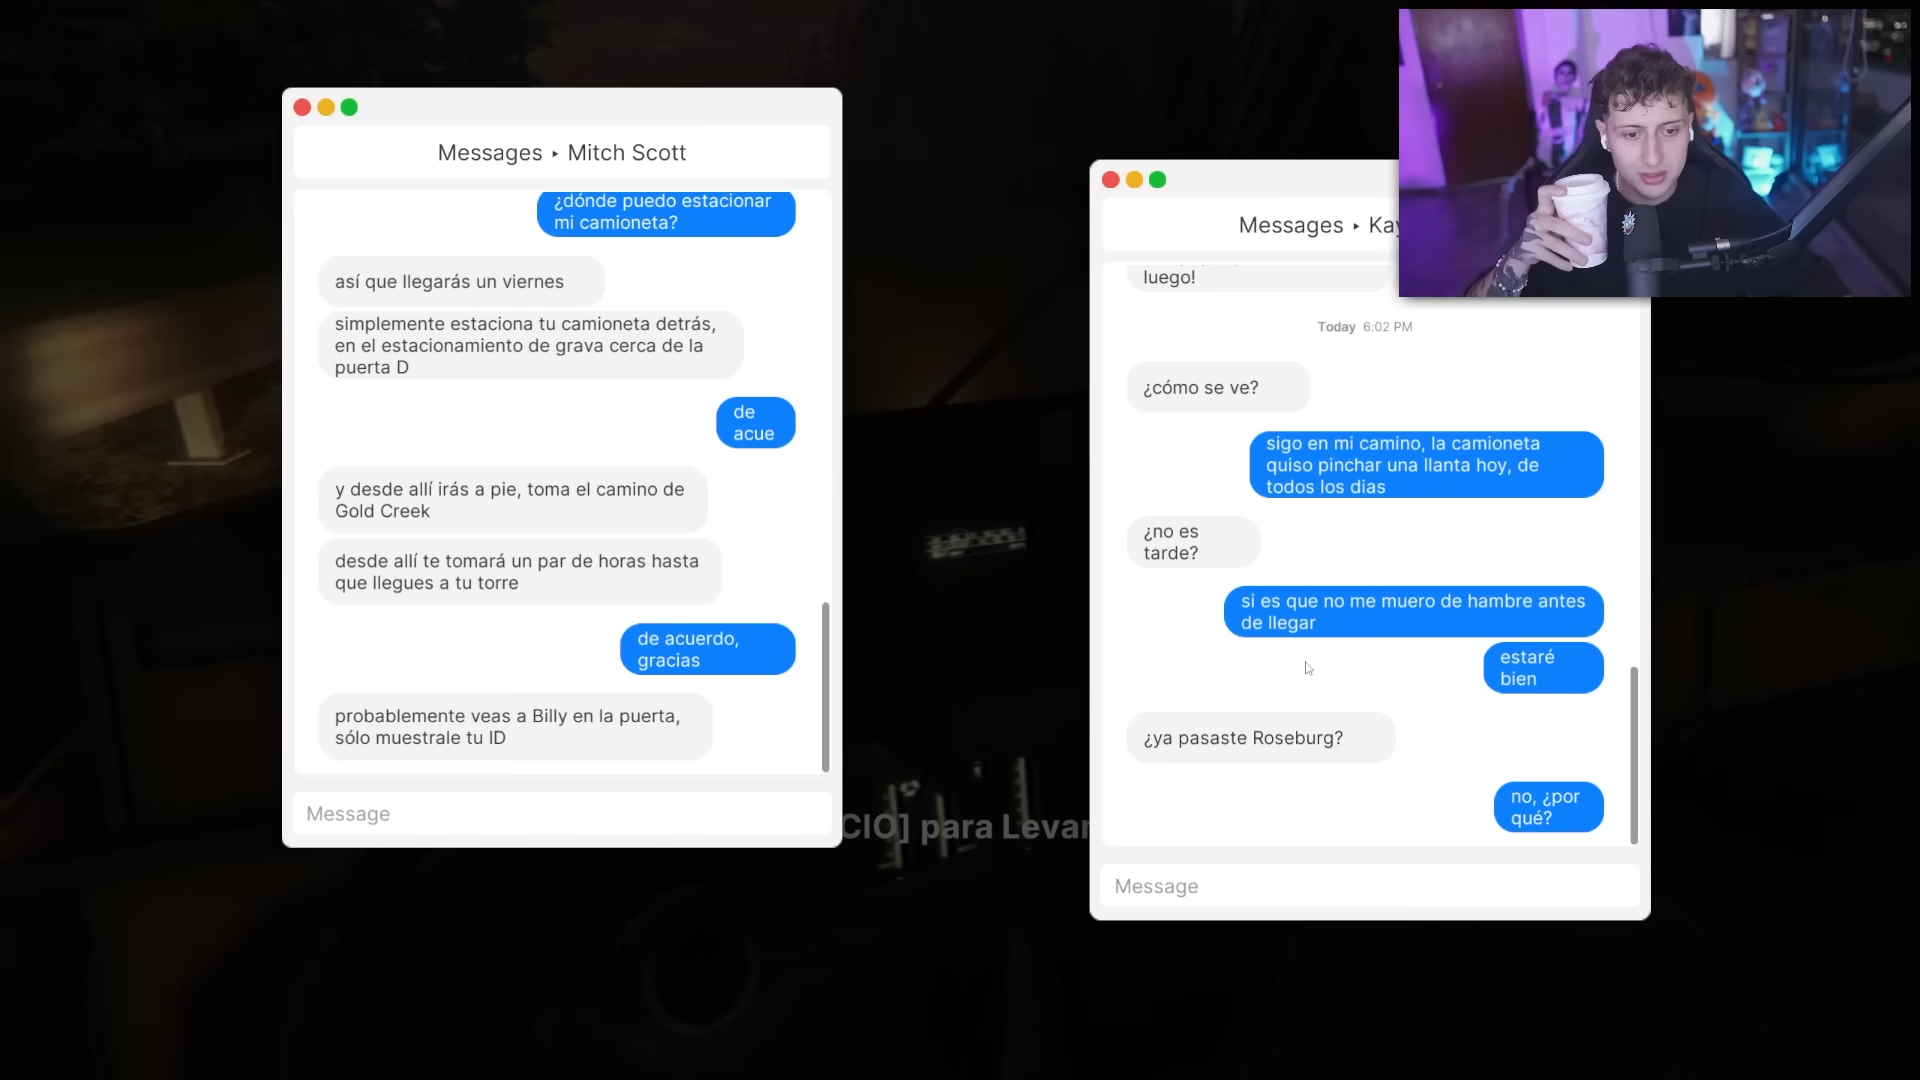 Messages ▸ Mitch Scott
¿dónde puedo estacionar
mi camioneta?
así que llegarás un viernes
simplemente estaciona tu camioneta detrás,
en el estacionamiento de grava cerca de la
puerta D
de
acue
y desde allí irás a pie, toma el camino de
Gold Creek
desde allí te tomará un par de horas hasta
que llegues a tu torre
de acuerdo,
gracias
probablemente veas a Billy en la puerta,
sólo muestrale tu ID
Message
CIO] para Levan
Messages ▸ Kay
luego!
Today 6:02 PM
¿cómo se ve?
sigo en mi camino, la camioneta
quiso pinchar una llanta hoy, de
todos los dias
¿no es
tarde?
si es que no me muero de hambre antes
de llegar
estaré
bien
¿ya pasaste Roseburg?
no, ¿por
qué?
Message